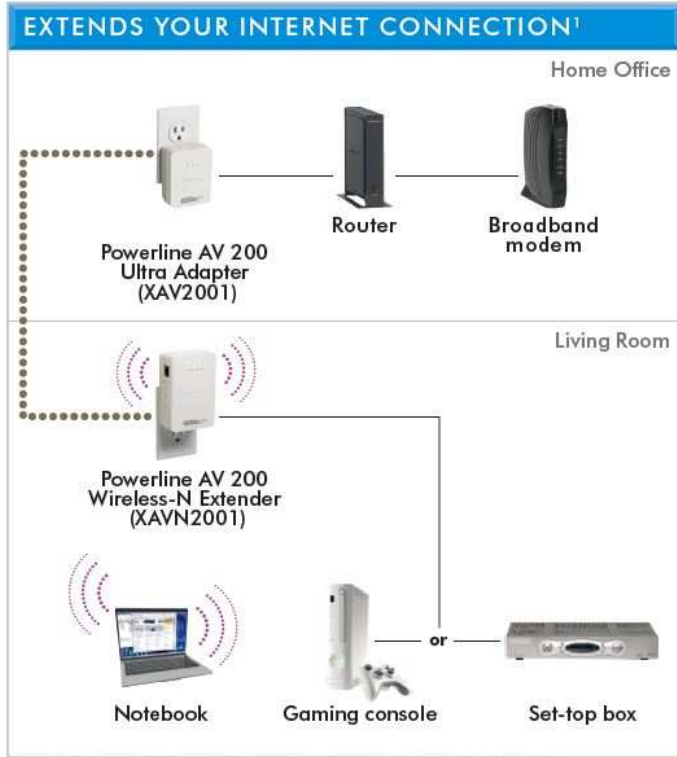 EXTENDS YOUR INTERNET CONNECTION¹
Home Office
Router
Broadband
modem
Powerline AV 200
Ultra Adapter
(XAV2001)
Living Room
Powerline AV 200
Wireless-N Extender
(XAVN2001)
or
Notebook
Gaming console
Set-top box